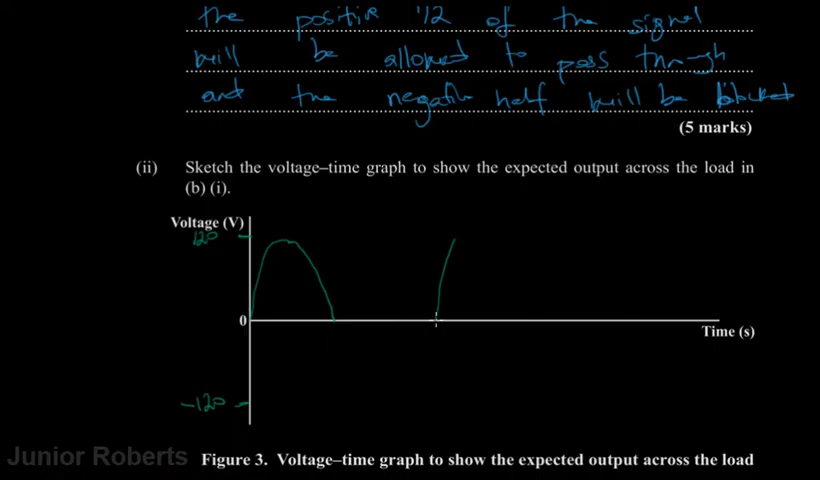 the positive 1/2 of the signal
will be allowed to pass through
and the negative half will be blocked
(5 marks)
(ii) Sketch the voltage–time graph to show the expected output across the load in
(b) (i).
Voltage (V)
120
0
Time (s)
-120
Junior Roberts
Figure 3. Voltage–time graph to show the expected output across the load